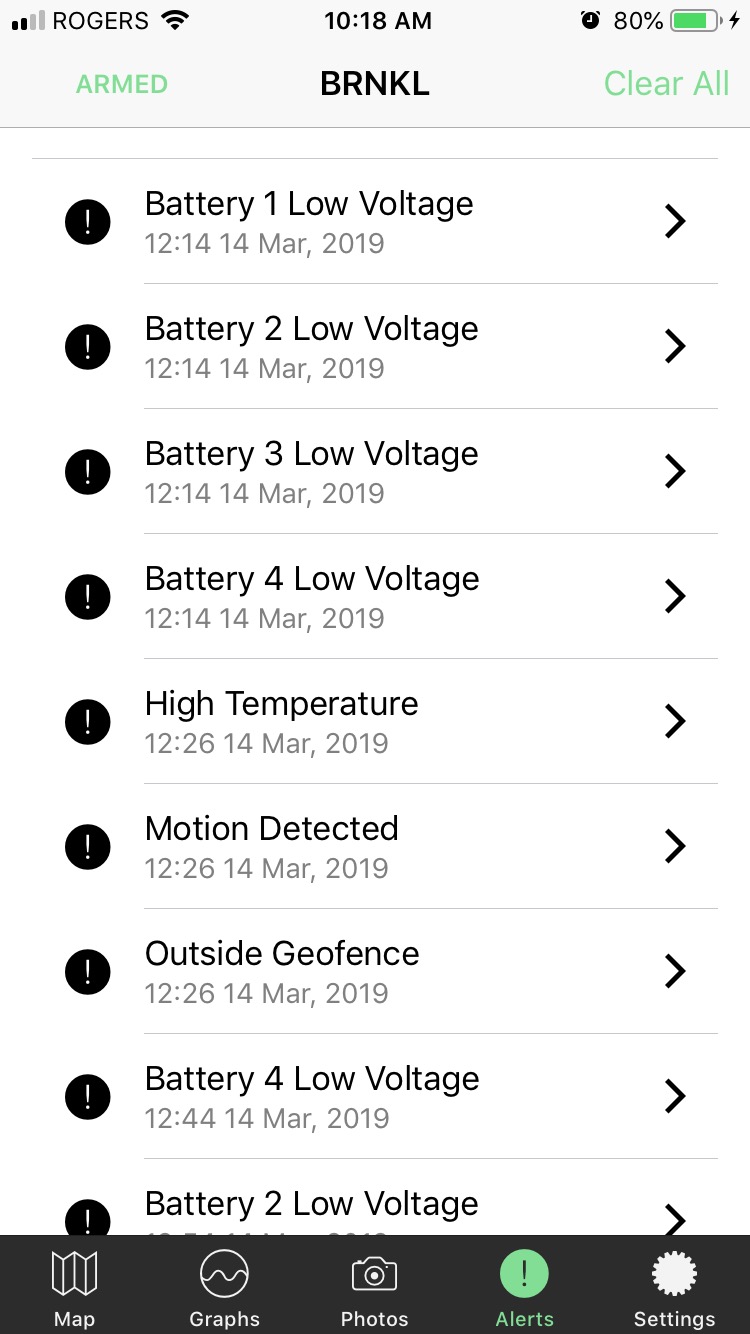 ROGERS 10:18 AM 80%
ARMED BRNKL Clear All
Battery 1 Low Voltage
12:14 14 Mar, 2019
Battery 2 Low Voltage
12:14 14 Mar, 2019
Battery 3 Low Voltage
12:14 14 Mar, 2019
Battery 4 Low Voltage
12:14 14 Mar, 2019
High Temperature
12:26 14 Mar, 2019
Motion Detected
12:26 14 Mar, 2019
Outside Geofence
12:26 14 Mar, 2019
Battery 4 Low Voltage
12:44 14 Mar, 2019
Battery 2 Low Voltage
Map Graphs Photos Alerts Settings